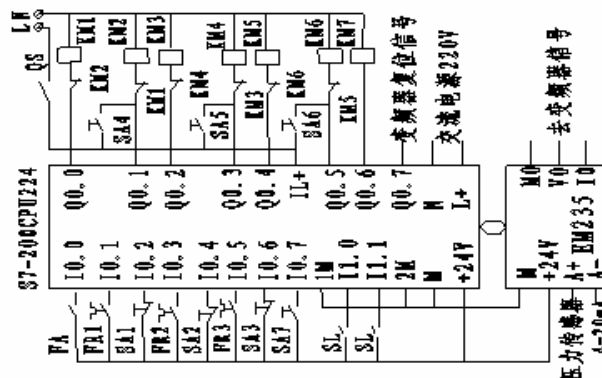 L N
QS
KM1
KM2
KM3
KM4
KM5
KM6
KM7
KM2
SA4
KM1
KM4
SA5
KM3
KM6
SA6
KM5
变频器复位信号
交流电源220V
去变频器信号
S7-200CPU224
Q0.0
Q0.1
Q0.2
Q0.3
Q0.4
IL+
Q0.5
Q0.6
Q0.7
M
L+
M0
V0
I0
I0.0
I0.1
I0.2
I0.3
I0.4
I0.5
I0.6
I0.7
1M
I1.0
I1.1
2M
M
+24V
M
+24V
A+
EM235
A-
FA
FR1
SA1
FR2
SA2
FR3
SA3
SA7
SL
SL
压力传感器
4-20mA